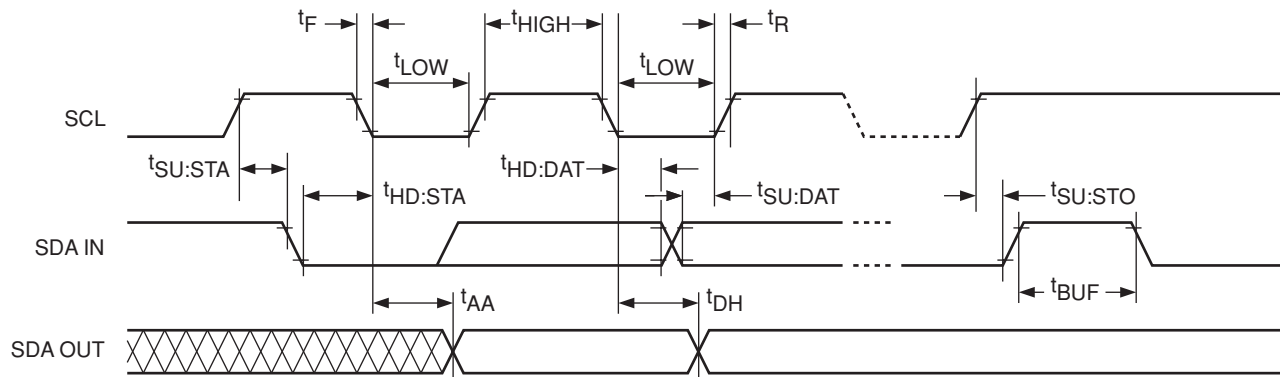 tF tHIGH tR
tLOW tLOW
SCL
tSU:STA tHD:STA tHD:DAT tSU:DAT tSU:STO
SDA IN
tBUF
tAA tDH
SDA OUT